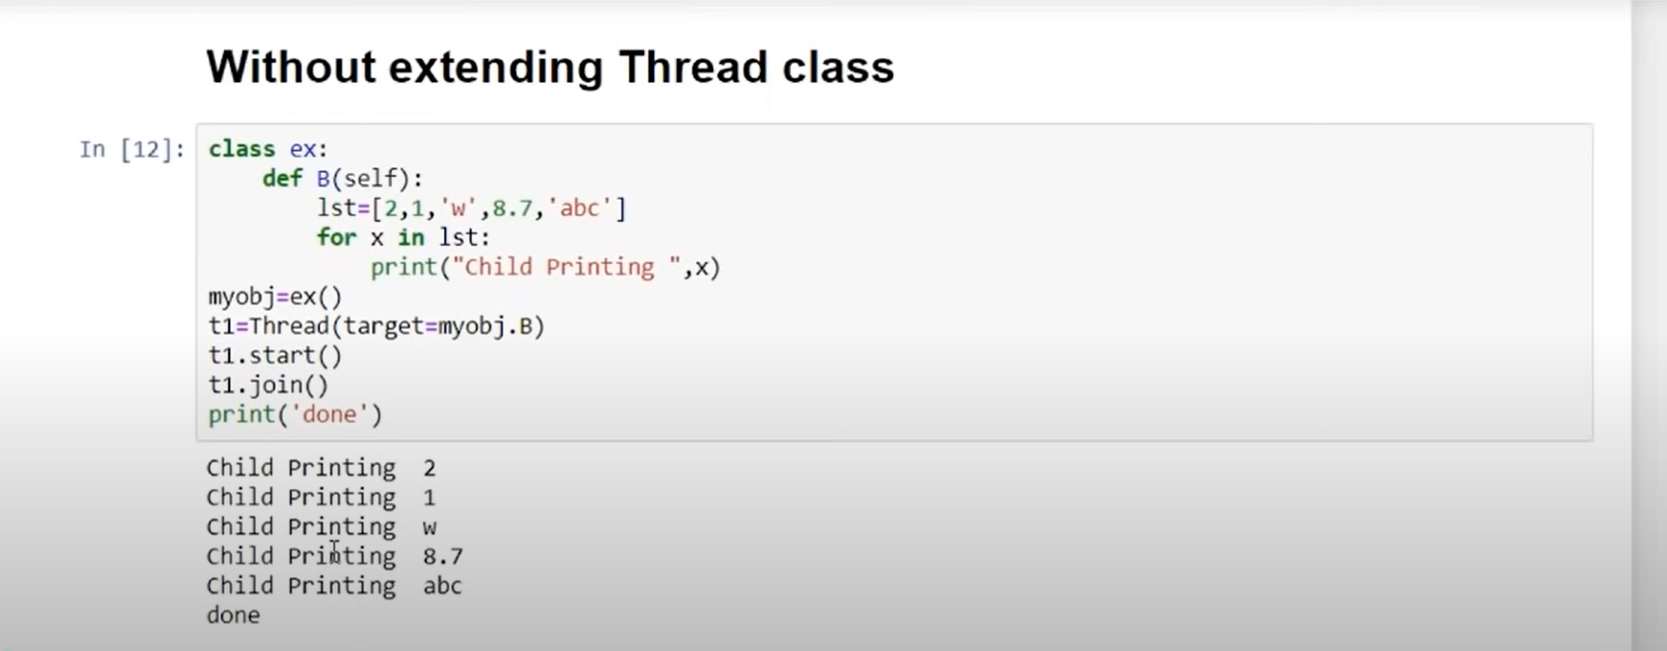 Without extending Thread class
In [12]:
class ex:
    def B(self):
        lst=[2,1,'w',8.7,'abc']
        for x in lst:
            print("Child Printing ",x)
myobj=ex()
t1=Thread(target=myobj.B)
t1.start()
t1.join()
print('done')
Child Printing  2
Child Printing  1
Child Printing  w
Child Printing  8.7
Child Printing  abc
done